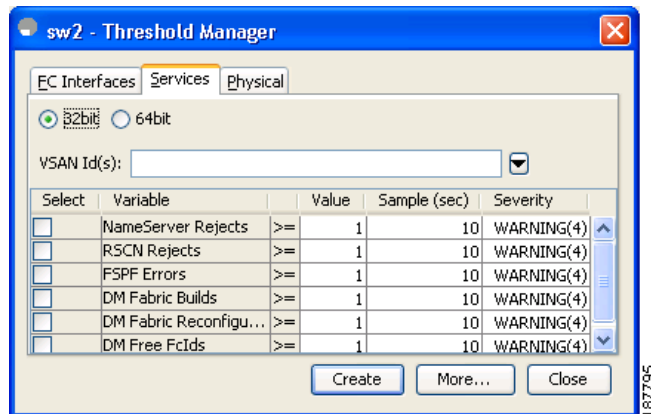 sw2 - Threshold Manager
FC Interfaces Services Physical
32bit 64bit
VSAN Id(s):
Select Variable Value Sample (sec) Severity
NameServer Rejects >= 1 10 WARNING(4)
RSCN Rejects >= 1 10 WARNING(4)
FSPF Errors >= 1 10 WARNING(4)
DM Fabric Builds >= 1 10 WARNING(4)
DM Fabric Reconfigu... >= 1 10 WARNING(4)
DM Free FcIds >= 1 10 WARNING(4)
Create More... Close
87795